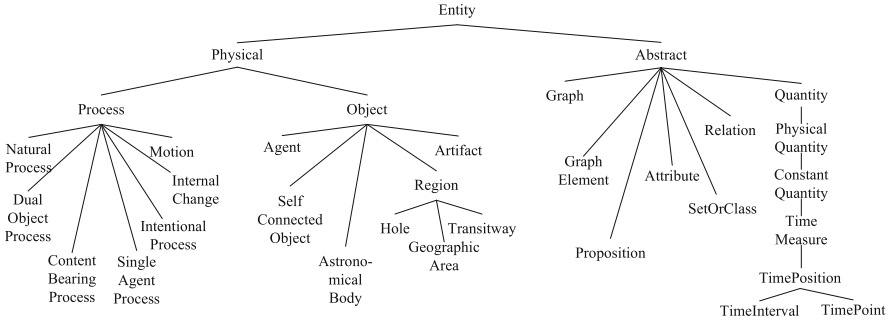 Entity
Physical
Abstract
Process
Object
Graph
Quantity
Natural
Process
Motion
Agent
Artifact
Relation
Physical
Quantity
Dual
Object
Process
Internal
Change
Self
Connected
Object
Region
Graph
Element
Attribute
Constant
Quantity
Intentional
Process
Hole
Transitway
SetOrClass
Time
Measure
Content
Bearing
Process
Single
Agent
Process
Astrono-
mical
Body
Geographic
Area
Proposition
TimePosition
TimeInterval
TimePoint